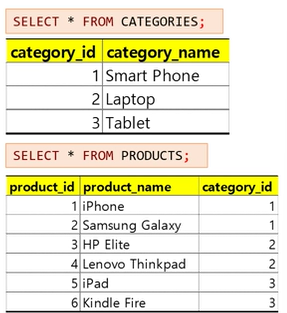 SELECT * FROM CATEGORIES;
category_id category_name
1 Smart Phone
2 Laptop
3 Tablet
SELECT * FROM PRODUCTS;
product_id product_name category_id
1 iPhone 1
2 Samsung Galaxy 1
3 HP Elite 2
4 Lenovo Thinkpad 2
5 iPad 3
6 Kindle Fire 3